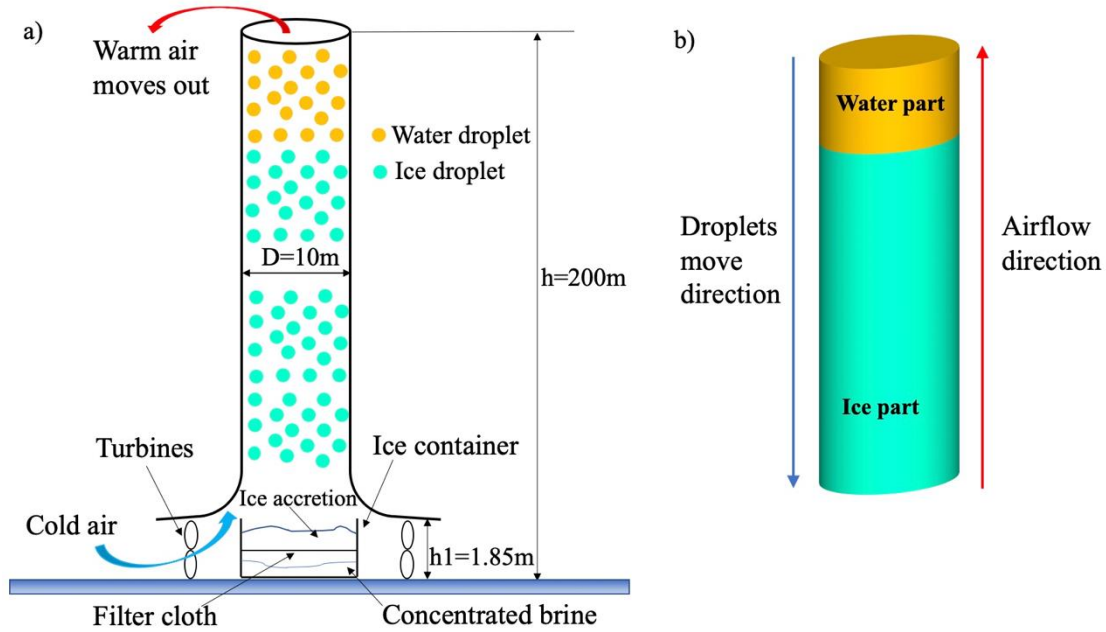 a)
Warm air
moves out
Water droplet
Ice droplet
D=10m
h=200m
Turbines
Ice container
Ice accretion
Cold air
h1=1.85m
Filter cloth
Concentrated brine
b)
Water part
Droplets
move
direction
Airflow
direction
Ice part